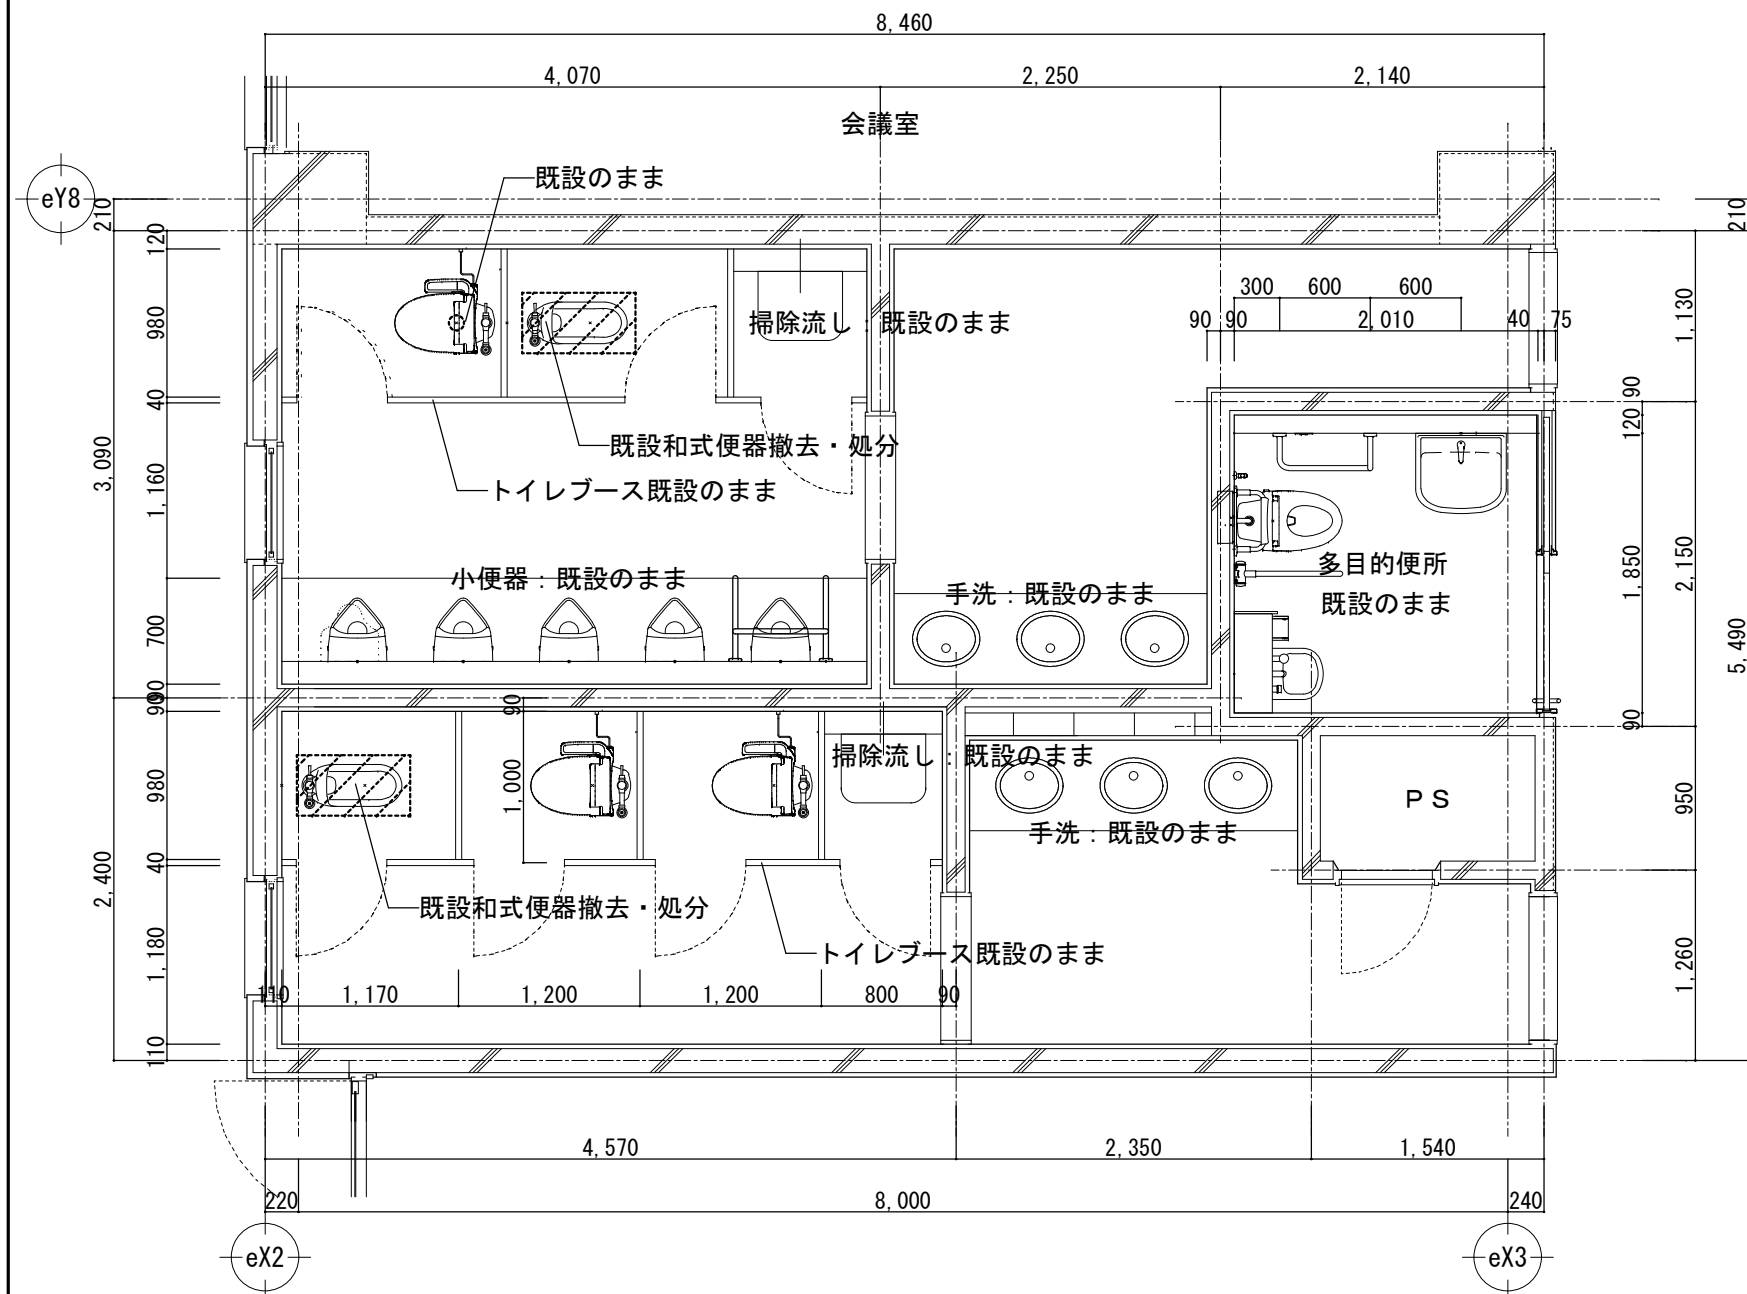 8,460
4,070
2,250
2,140
会議室
既設のまま
eY8
210
210
120
980
40
3,090
1,160
700
90
90
300
600
600
90
90
2,010
40
75
1,130
90
120
1,850
2,150
5,490
90
掃除流し:既設のまま
既設和式便器撤去・処分
トイレブース既設のまま
小便器:既設のまま
手洗:既設のまま
多目的便所
既設のまま
90
1,000
980
40
2,400
1,180
110
掃除流し:既設のまま
手洗:既設のまま
PS
950
1,260
既設和式便器撤去・処分
トイレブース既設のまま
110
1,170
1,200
1,200
800
90
4,570
2,350
1,540
220
8,000
240
eX2
eX3